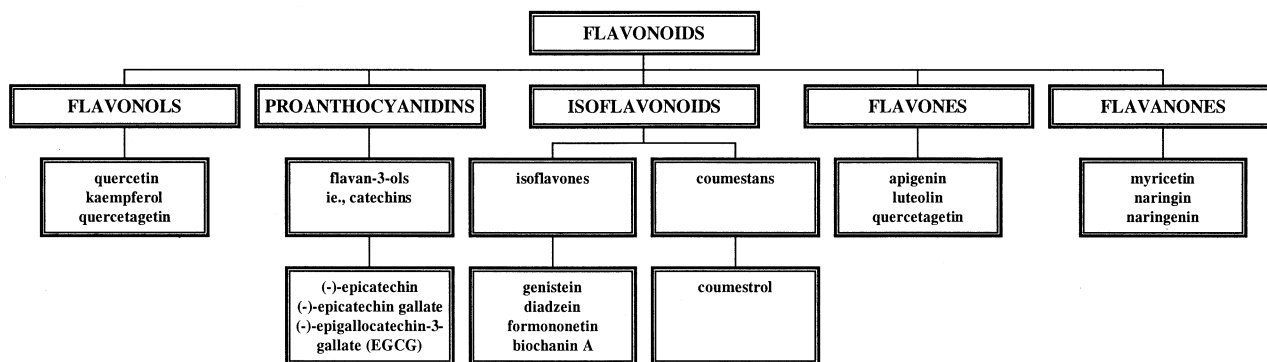 FLAVONOIDS
FLAVONOLS
PROANTHOCYANIDINS
ISOFLAVONOIDS
FLAVONES
FLAVANONES
quercetin
kaempferol
quercetagetin
flavan-3-ols
ie., catechins
isoflavones
coumestans
apigenin
luteolin
quercetagetin
myricetin
naringin
naringenin
(-)-epicatechin
(-)-epicatechin gallate
(-)-epigallocatechin-3-
gallate (EGCG)
genistein
diadzein
formononetin
biochanin A
coumestrol